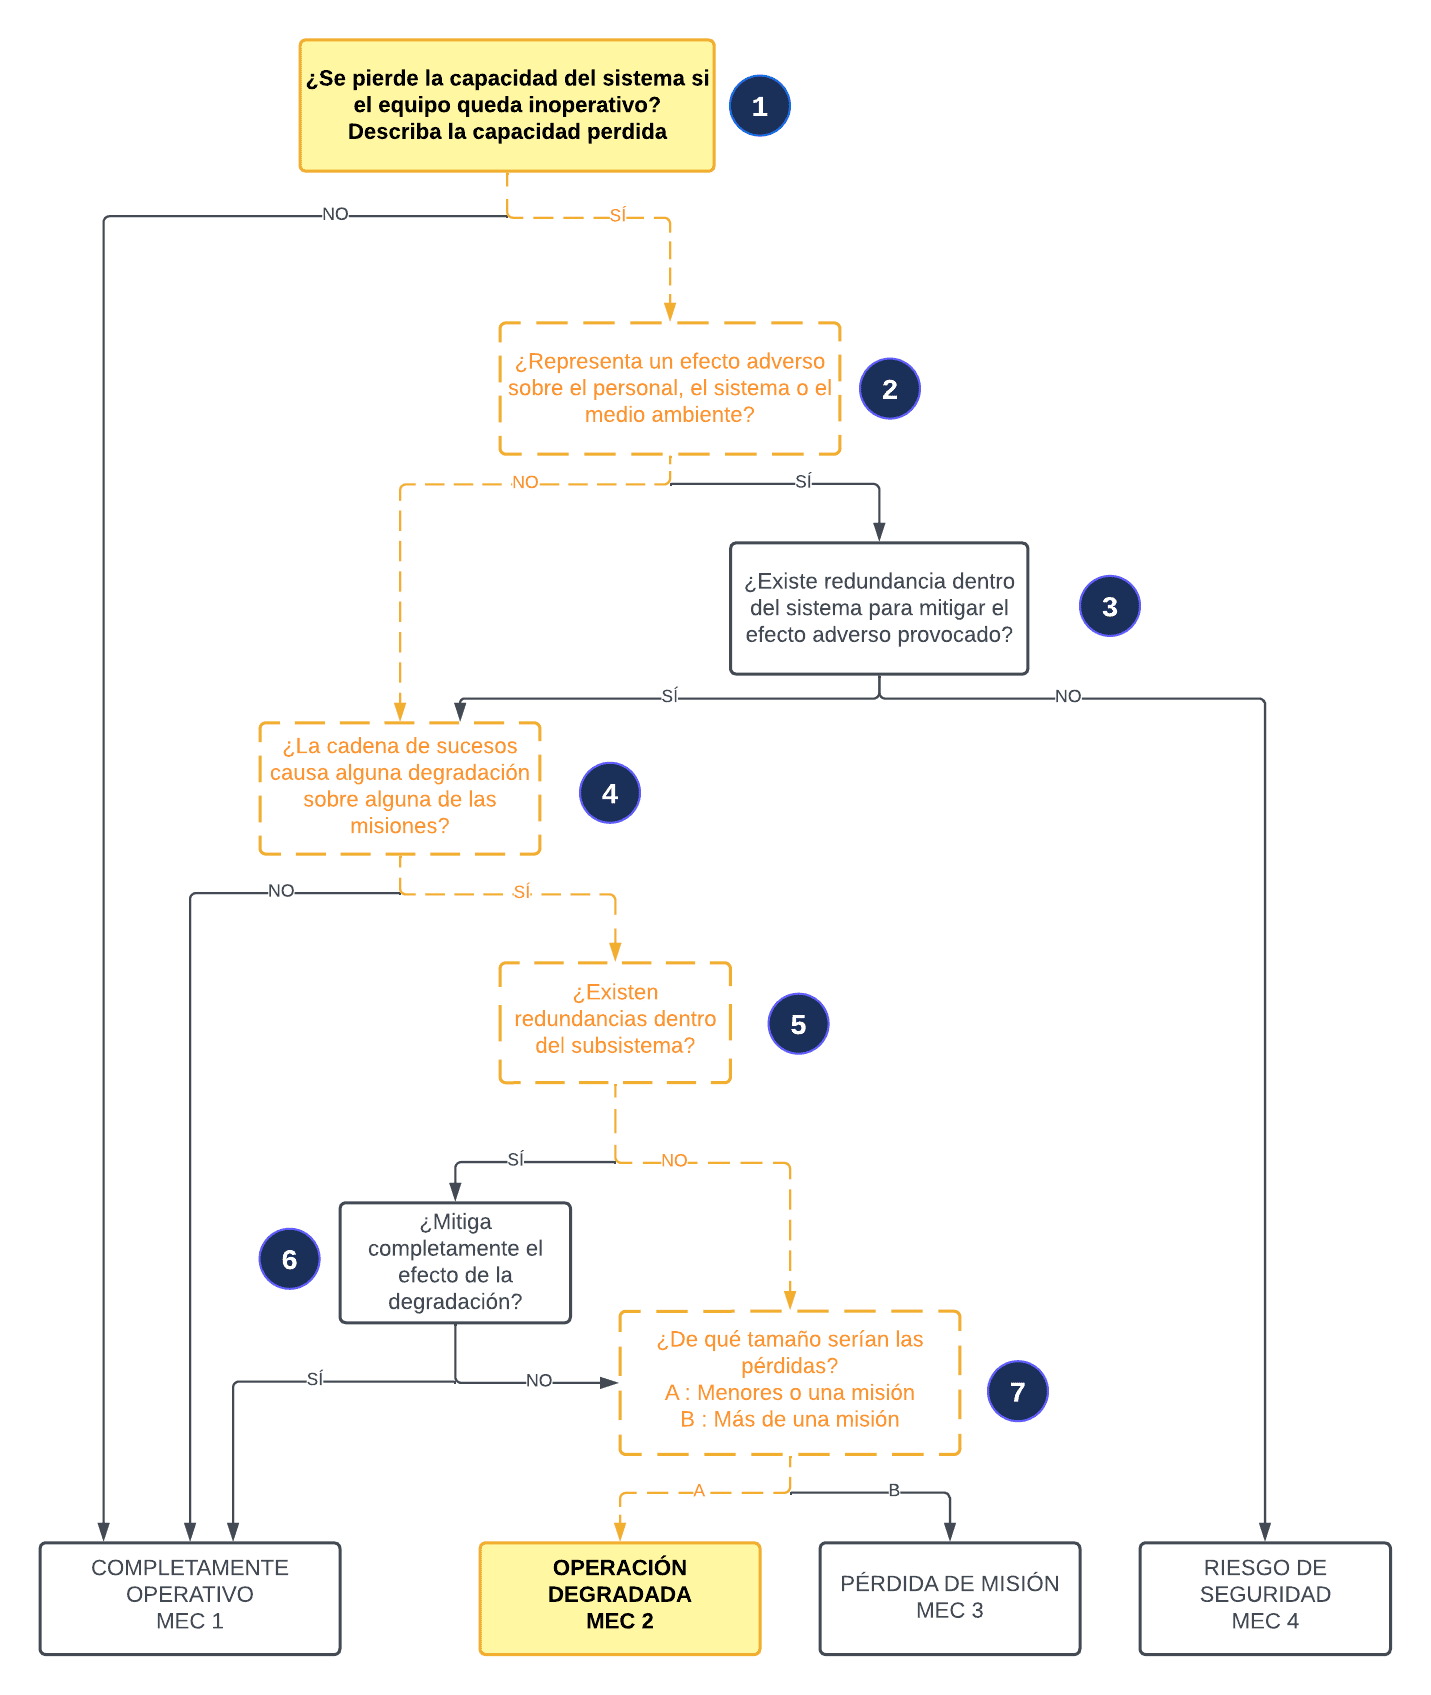 ¿Se pierde la capacidad del sistema si
el equipo queda inoperativo?
Describa la capacidad perdida
1
NO
SÍ
¿Representa un efecto adverso
sobre el personal, el sistema o el
medio ambiente?
2
NO
SÍ
¿Existe redundancia dentro
del sistema para mitigar el
efecto adverso provocado?
3
SÍ
NO
¿La cadena de sucesos
causa alguna degradación
sobre alguna de las
misiones?
4
NO
SÍ
¿Existen
redundancias dentro
del subsistema?
5
SÍ
NO
¿Mitiga
completamente el
efecto de la
degradación?
6
SÍ
NO
¿De qué tamaño serían las
pérdidas?
A : Menores o una misión
B : Más de una misión
7
A
B
COMPLETAMENTE
OPERATIVO
MEC 1
OPERACIÓN
DEGRADADA
MEC 2
PÉRDIDA DE MISIÓN
MEC 3
RIESGO DE
SEGURIDAD
MEC 4